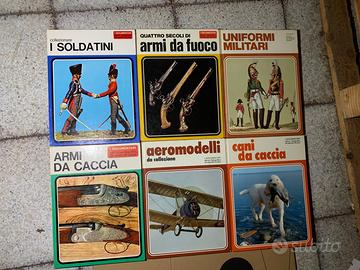 collezionare
I SOLDATINI
QUATTRO SECOLI DI
armi da fuoco
UNIFORMI
MILITARI
ARMI
DA CACCIA
aeromodelli
da collezione
cani
da caccia
subito